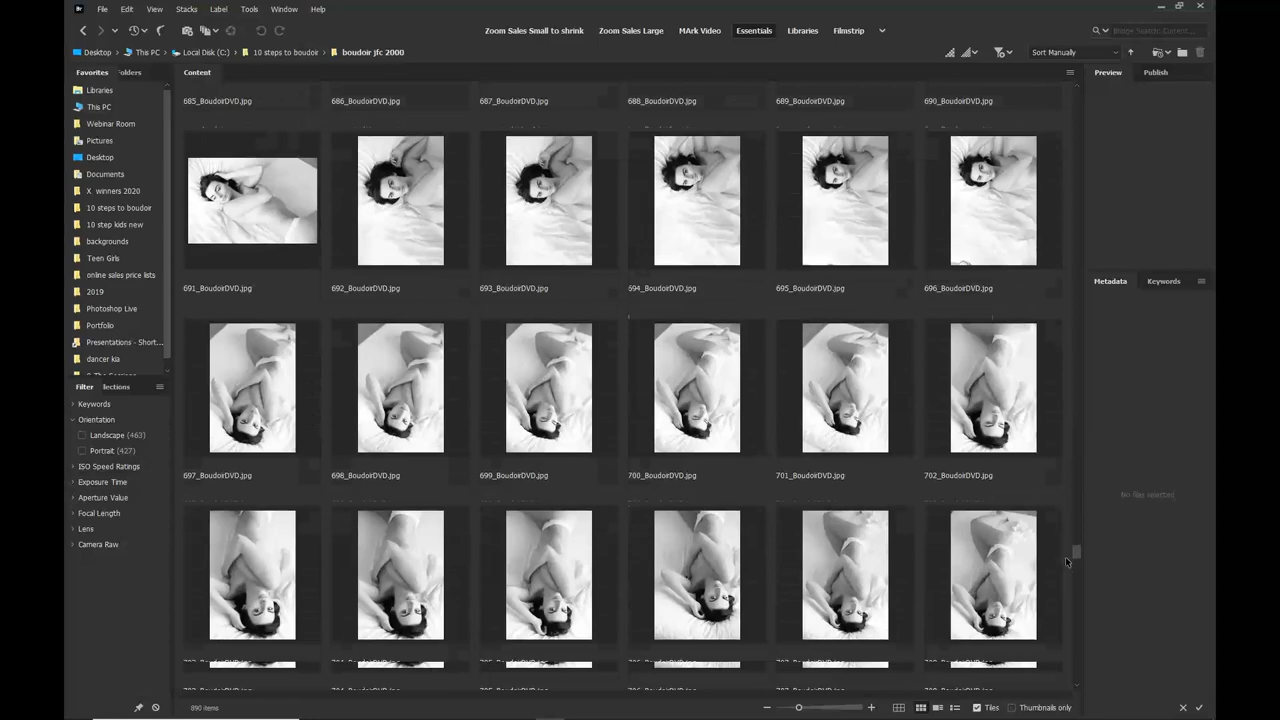 Br File Edit View Stacks Label Tools Window Help
Zoom Sales Small to shrink Zoom Sales Large MArk Video Essentials Libraries Filmstrip
Image Search: Content...
Desktop This PC Local Disk (C:) 10 steps to boudoir boudoir jfc 2000
Sort Manually
Favorites olders
Content
Preview Publish
Libraries
This PC
Webinar Room
Pictures
Desktop
Documents
X winners 2020
10 steps to boudoir
10 step kids new
backgrounds
Teen Girls
online sales price lists
2019
Photoshop Live
Portfolio
Presentations - Short...
dancer kia
Filter llections
Keywords
Orientation
Landscape (463)
Portrait (427)
ISO Speed Ratings
Exposure Time
Aperture Value
Focal Length
Lens
Camera Raw
685_BoudoirDVD.jpg 686_BoudoirDVD.jpg 687_BoudoirDVD.jpg 688_BoudoirDVD.jpg 689_BoudoirDVD.jpg 690_BoudoirDVD.jpg
691_BoudoirDVD.jpg 692_BoudoirDVD.jpg 693_BoudoirDVD.jpg 694_BoudoirDVD.jpg 695_BoudoirDVD.jpg 696_BoudoirDVD.jpg
697_BoudoirDVD.jpg 698_BoudoirDVD.jpg 699_BoudoirDVD.jpg 700_BoudoirDVD.jpg 701_BoudoirDVD.jpg 702_BoudoirDVD.jpg
Metadata Keywords
No files selected
890 items
Tiles Thumbnails only